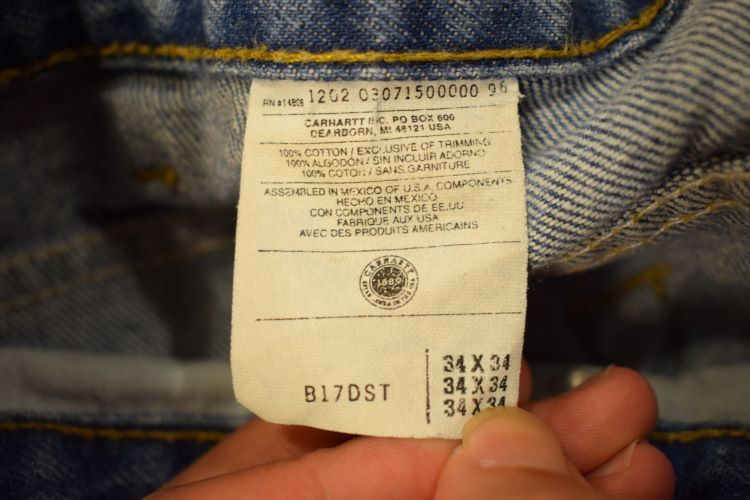 RN #14806 1202 03071500000 96
CARHARTT INC. PO BOX 600
DEARBORN, MI 48121 USA
100% COTTON / EXCLUSIVE OF TRIMMING
100% ALGODÓN / SIN INCLUIR ADORNO
100% COTON / SANS GARNITURE
ASSEMBLED IN MEXICO OF U.S.A. COMPONENTS
HECHO EN MEXICO
CON COMPONENTES DE EE.UU
FABRIQUE AUX USA
AVEC DES PRODUITS AMERICAINS
CARHARTT
1889
B17DST
34 X 34
34 X 34
34 X 34